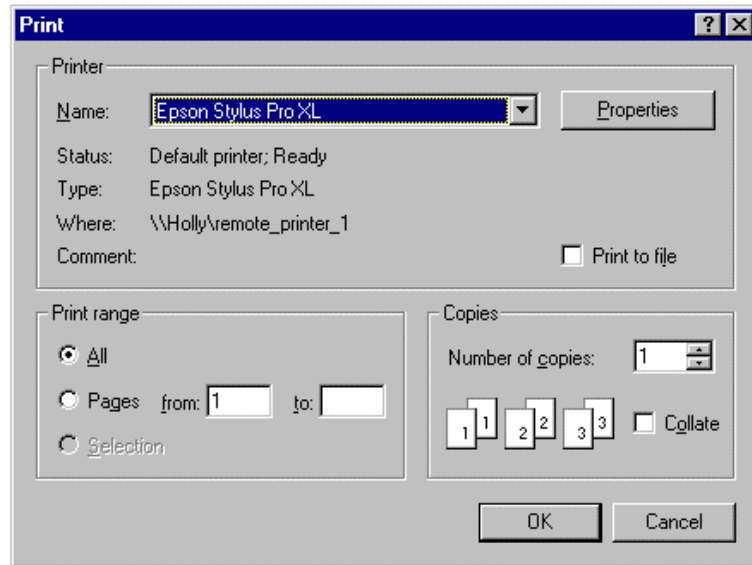 Print
Printer
Name: Epson Stylus Pro XL Properties
Status: Default printer; Ready
Type: Epson Stylus Pro XL
Where: \\Holly\remote_printer_1
Comment: Print to file
Print range
All
Pages from: 1 to:
Selection
Copies
Number of copies: 1
1 1 2 2 3 3 Collate
OK Cancel